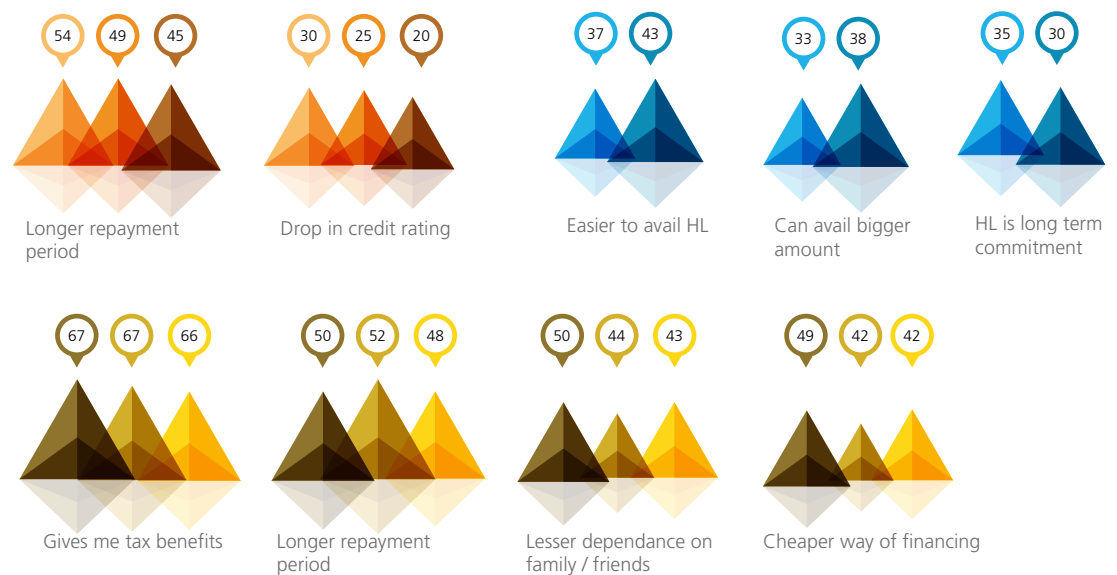 54 49 45
30 25 20
37 43
33 38
35 30
Longer repayment
period
Drop in credit rating
Easier to avail HL
Can avail bigger
amount
HL is long term
commitment
67 67 66
50 52 48
50 44 43
49 42 42
Gives me tax benefits
Longer repayment
period
Lesser dependance on
family / friends
Cheaper way of financing